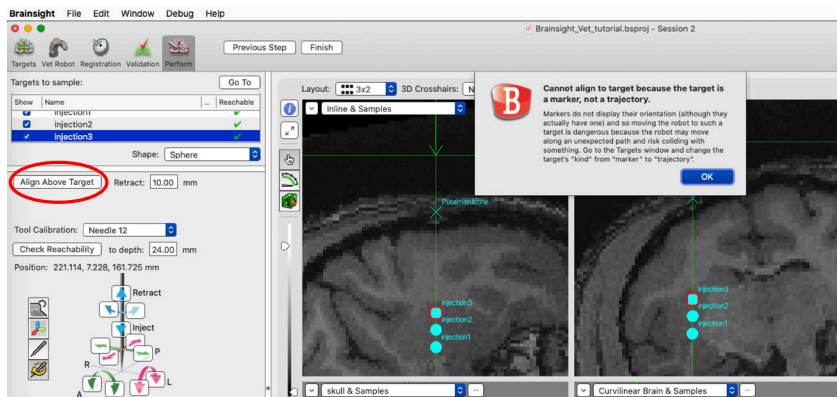 Brainsight File Edit Window Debug Help
Brainsight_Vet_tutorial.bsproj - Session 2
Targets Vet Robot Registration Validation Perform
Previous Step Finish
Targets to sample: Go To
Show Name ... Reachable
injection1
injection2
injection3
Shape: Sphere
Align Above Target Retract: 10.00 mm
Tool Calibration: Needle 12
Check Reachability to depth: 24.00 mm
Position: 221.114, 7.228, 161.725 mm
Retract
Inject
P
R
L
A
Layout: 3x2 3D Crosshairs: N
Inline & Samples
B
Cannot align to target because the target is
a marker, not a trajectory.
Markers do not display their orientation (although they
actually have one) and so moving the robot to such a
target is dangerous because the robot may move
along an unexpected path and risk colliding with
something. Go to the Targets window and change the
target's "kind" from "marker" to "trajectory".
OK
Putamenbone
injection3
injection2
injection1
injection3
injection2
injection1
skull & Samples ...
Curvilinear Brain & Samples ...